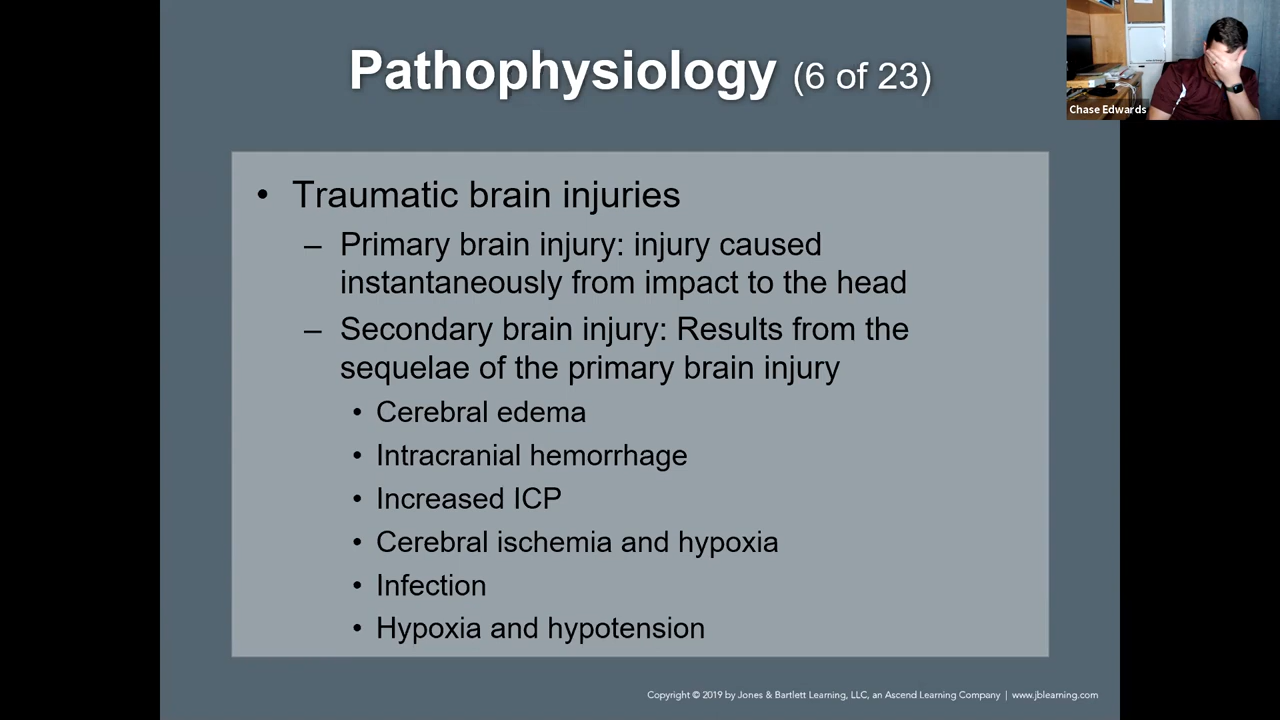 Pathophysiology (6 of 23)
Chase Edwards
• Traumatic brain injuries
– Primary brain injury: injury caused
instantaneously from impact to the head
– Secondary brain injury: Results from the
sequelae of the primary brain injury
• Cerebral edema
• Intracranial hemorrhage
• Increased ICP
• Cerebral ischemia and hypoxia
• Infection
• Hypoxia and hypotension
Copyright © 2019 by Jones & Bartlett Learning, LLC, an Ascend Learning Company | www.jblearning.com